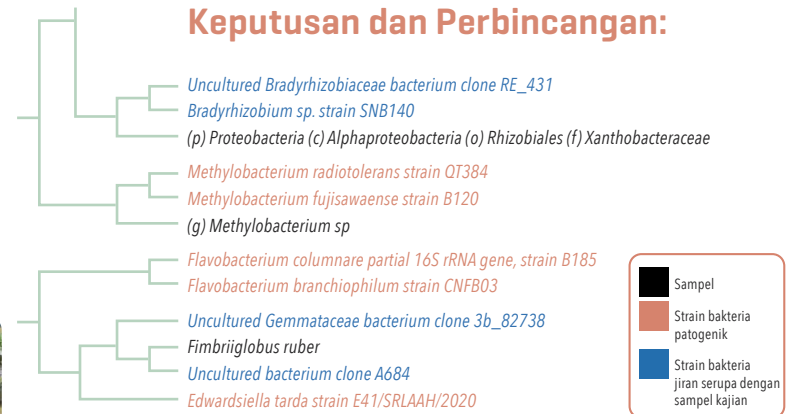 Keputusan dan Perbincangan:
Uncultured Bradyrhizobiaceae bacterium clone RE_431
Bradyrhizobium sp. strain SNB140
(p) Proteobacteria (c) Alphaproteobacteria (o) Rhizobiales (f) Xanthobacteraceae
Methylobacterium radiotolerans strain QT384
Methylobacterium fujisawaense strain B120
(g) Methylobacterium sp
Flavobacterium columnare partial 16S rRNA gene, strain B185
Flavobacterium branchiophilum strain CNFB03
Uncultured Gemmataceae bacterium clone 3b_82738
Fimbriiglobus ruber
Uncultured bacterium clone A684
Edwardsiella tarda strain E41/SRLAAH/2020
Sampel
Strain bakteria
patogenik
Strain bakteria
jiran serupa dengan
sampel kajian